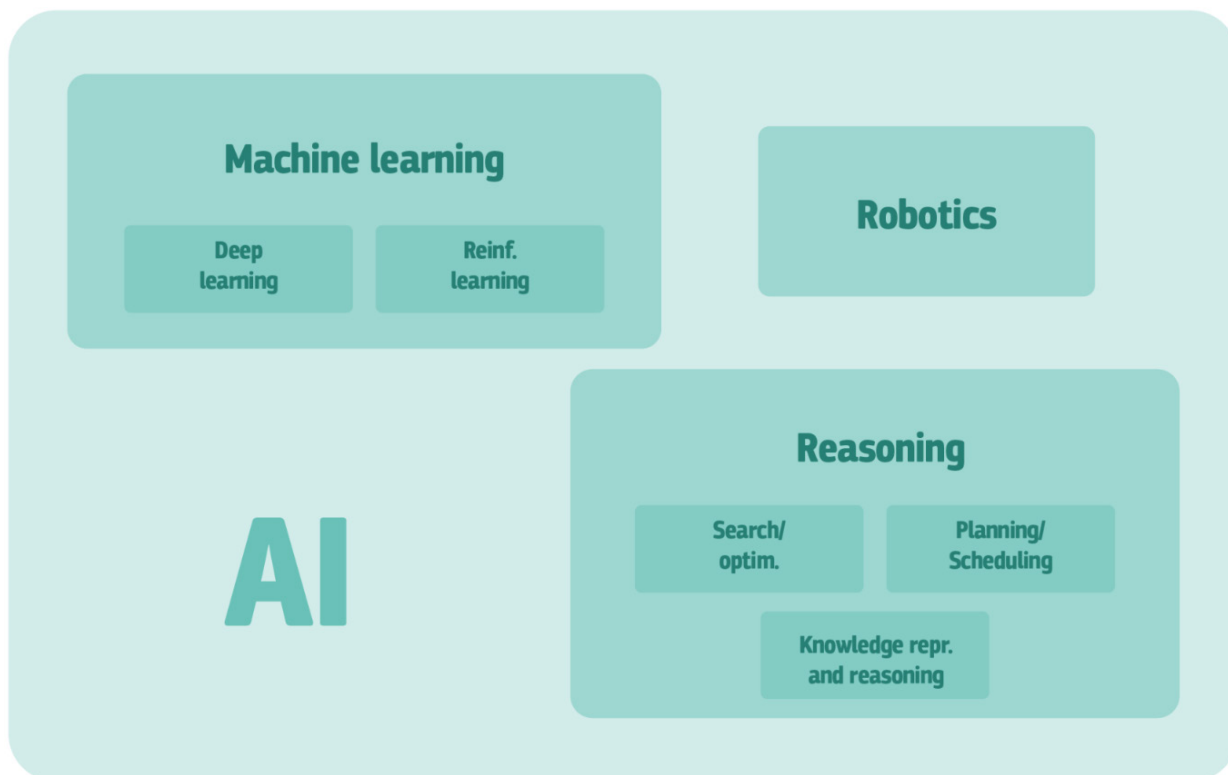 Machine learning
Deep
learning
Reinf.
learning
Robotics
Reasoning
Search/
optim.
Planning/
Scheduling
Knowledge repr.
and reasoning
AI